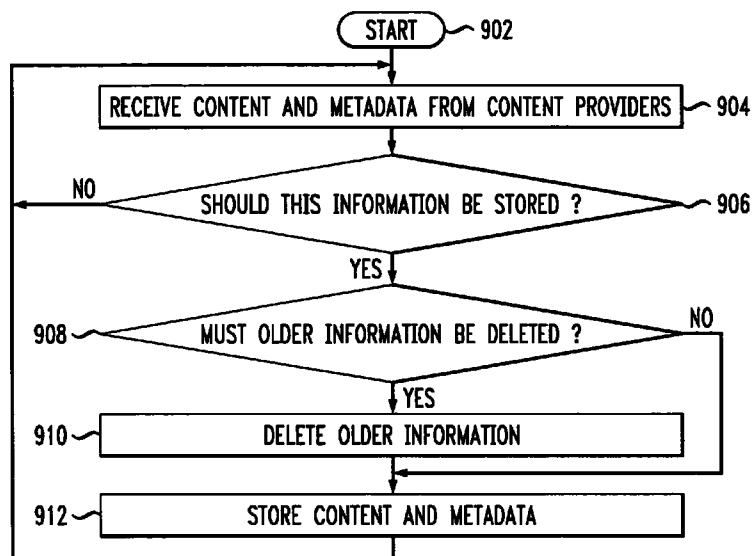 START
902
RECEIVE CONTENT AND METADATA FROM CONTENT PROVIDERS
904
NO
SHOULD THIS INFORMATION BE STORED ?
906
YES
908
MUST OLDER INFORMATION BE DELETED ?
NO
YES
910
DELETE OLDER INFORMATION
912
STORE CONTENT AND METADATA